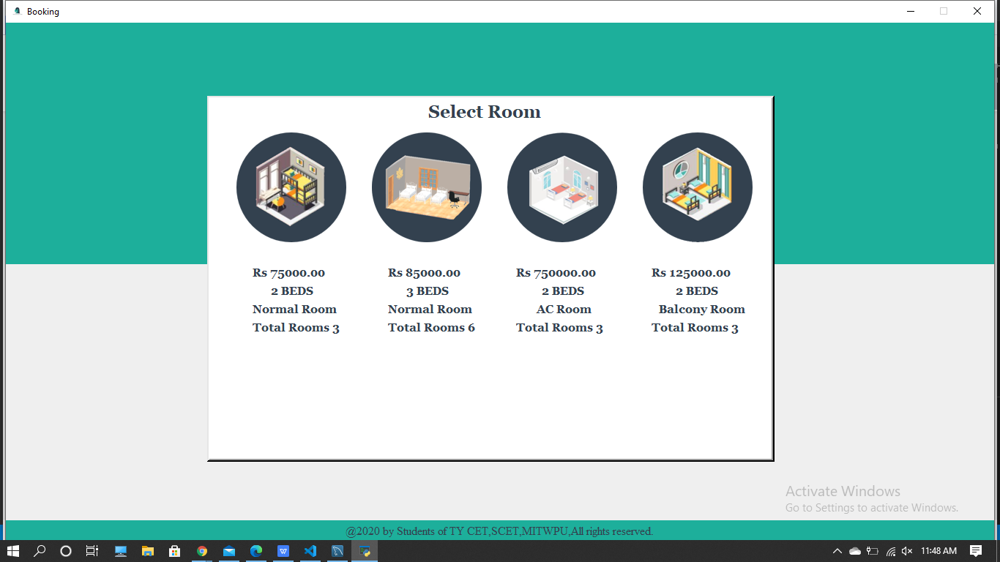 Booking
Select Room
Rs 75000.00
2 BEDS
Normal Room
Total Rooms 3
Rs 85000.00
3 BEDS
Normal Room
Total Rooms 6
Rs 750000.00
2 BEDS
AC Room
Total Rooms 3
Rs 125000.00
2 BEDS
Balcony Room
Total Rooms 3
Activate Windows
Go to Settings to activate Windows.
@2020 by Students of TY CET,SCET,MITWPU,All rights reserved.
11:48 AM